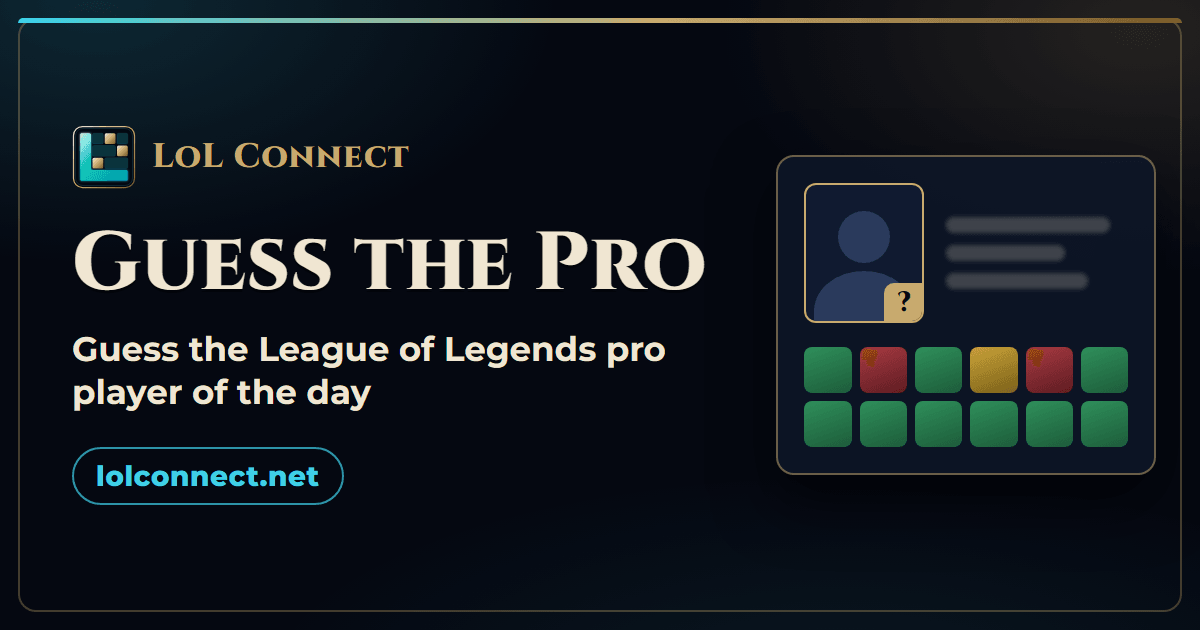 LoL Connect
Guess the Pro
Guess the League of Legends pro
player of the day
lolconnect.net
?